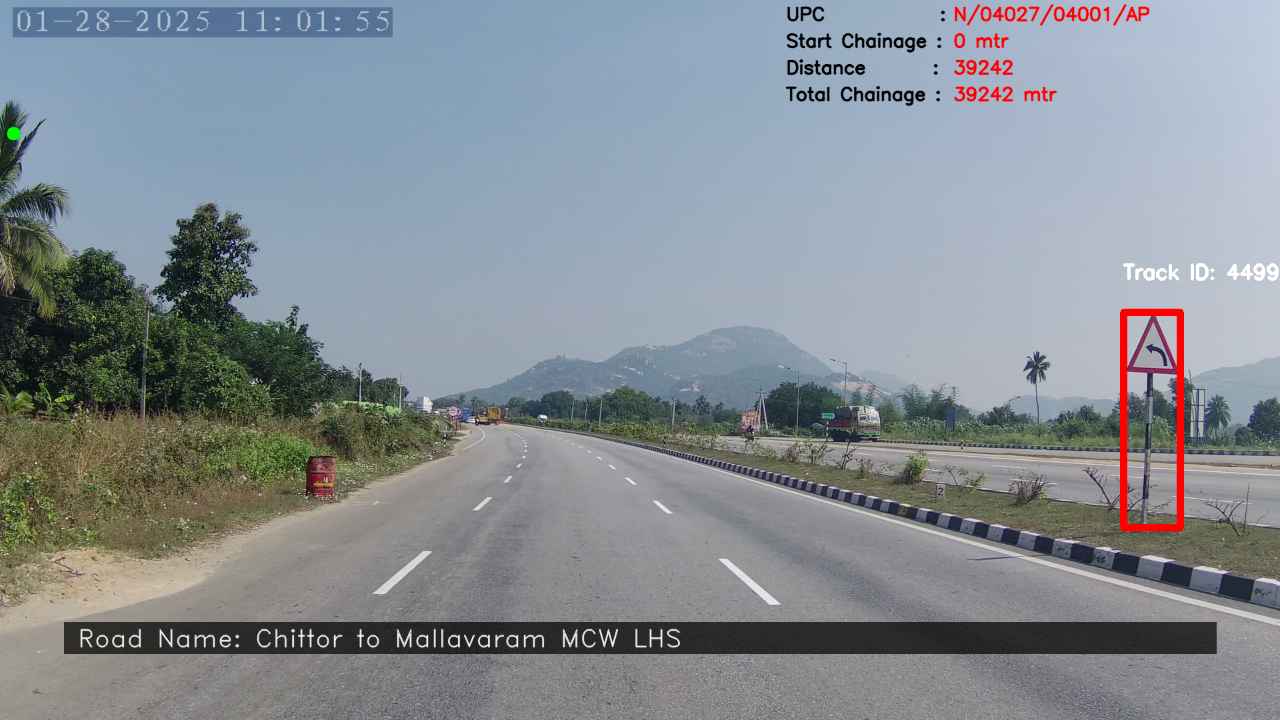 01-28-2025 11:01:55
UPC : N/04027/04001/AP
Start Chainage : 0 mtr
Distance : 39242
Total Chainage : 39242 mtr
Track ID: 4499
2
Road Name: Chittor to Mallavaram MCW LHS